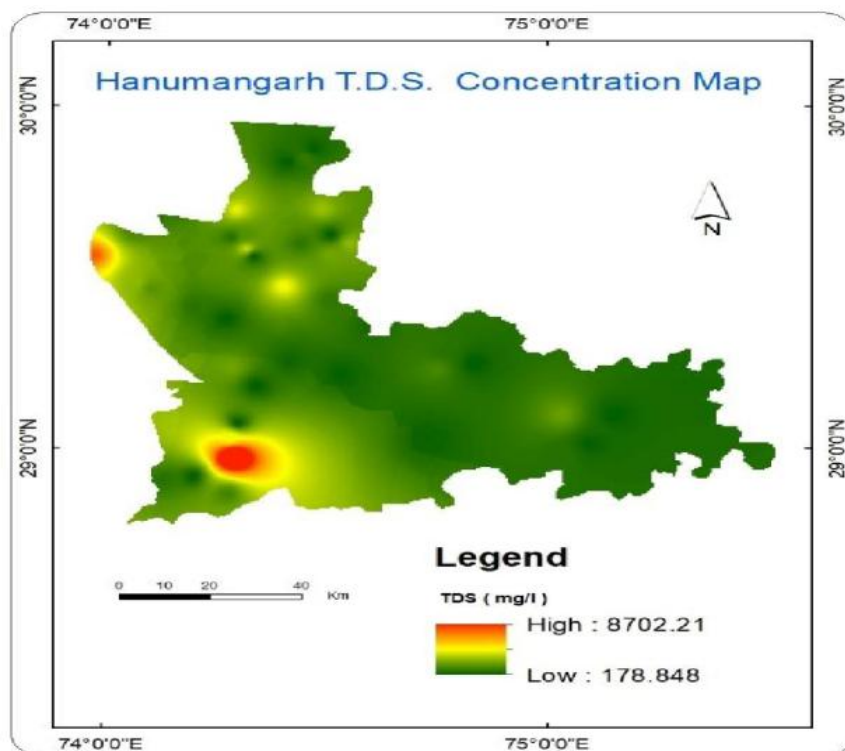 74°0'0"E 75°0'0"E
Hanumangarh T.D.S. Concentration Map
30°0'0"N 30°0'0"N
N
29°0'0"N 29°0'0"N
Legend
0 10 20 40 Km
TDS ( mg/l )
High : 8702.21
Low : 178.848
74°0'0"E 75°0'0"E